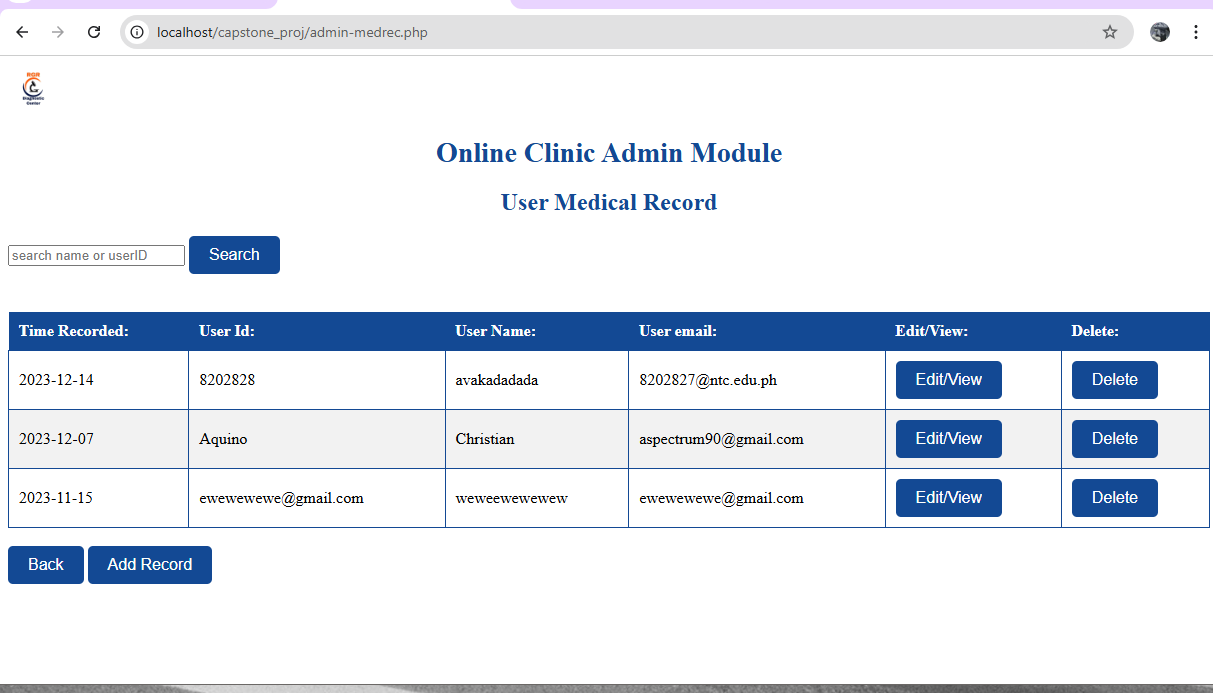 localhost/capstone_proj/admin-medrec.php
RGR
Diagnostic
Center
Online Clinic Admin Module
User Medical Record
search name or userID Search
Time Recorded: User Id: User Name: User email: Edit/View: Delete:
2023-12-14 8202828 avakadadada 8202827@ntc.edu.ph Edit/View Delete
2023-12-07 Aquino Christian aspectrum90@gmail.com Edit/View Delete
2023-11-15 ewewewewe@gmail.com weweewewewew ewewewewe@gmail.com Edit/View Delete
Back Add Record